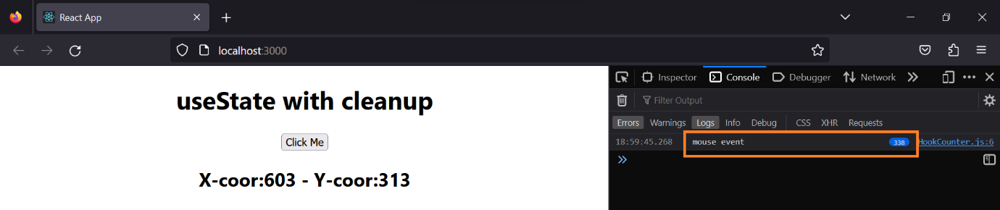 React App
localhost:3000
Inspector Console Debugger Network
Filter Output
Errors Warnings Logs Info Debug CSS XHR Requests
18:59:45.268 mouse event 338 HookCounter.js:6
useState with cleanup
Click Me
X-coor:603 - Y-coor:313